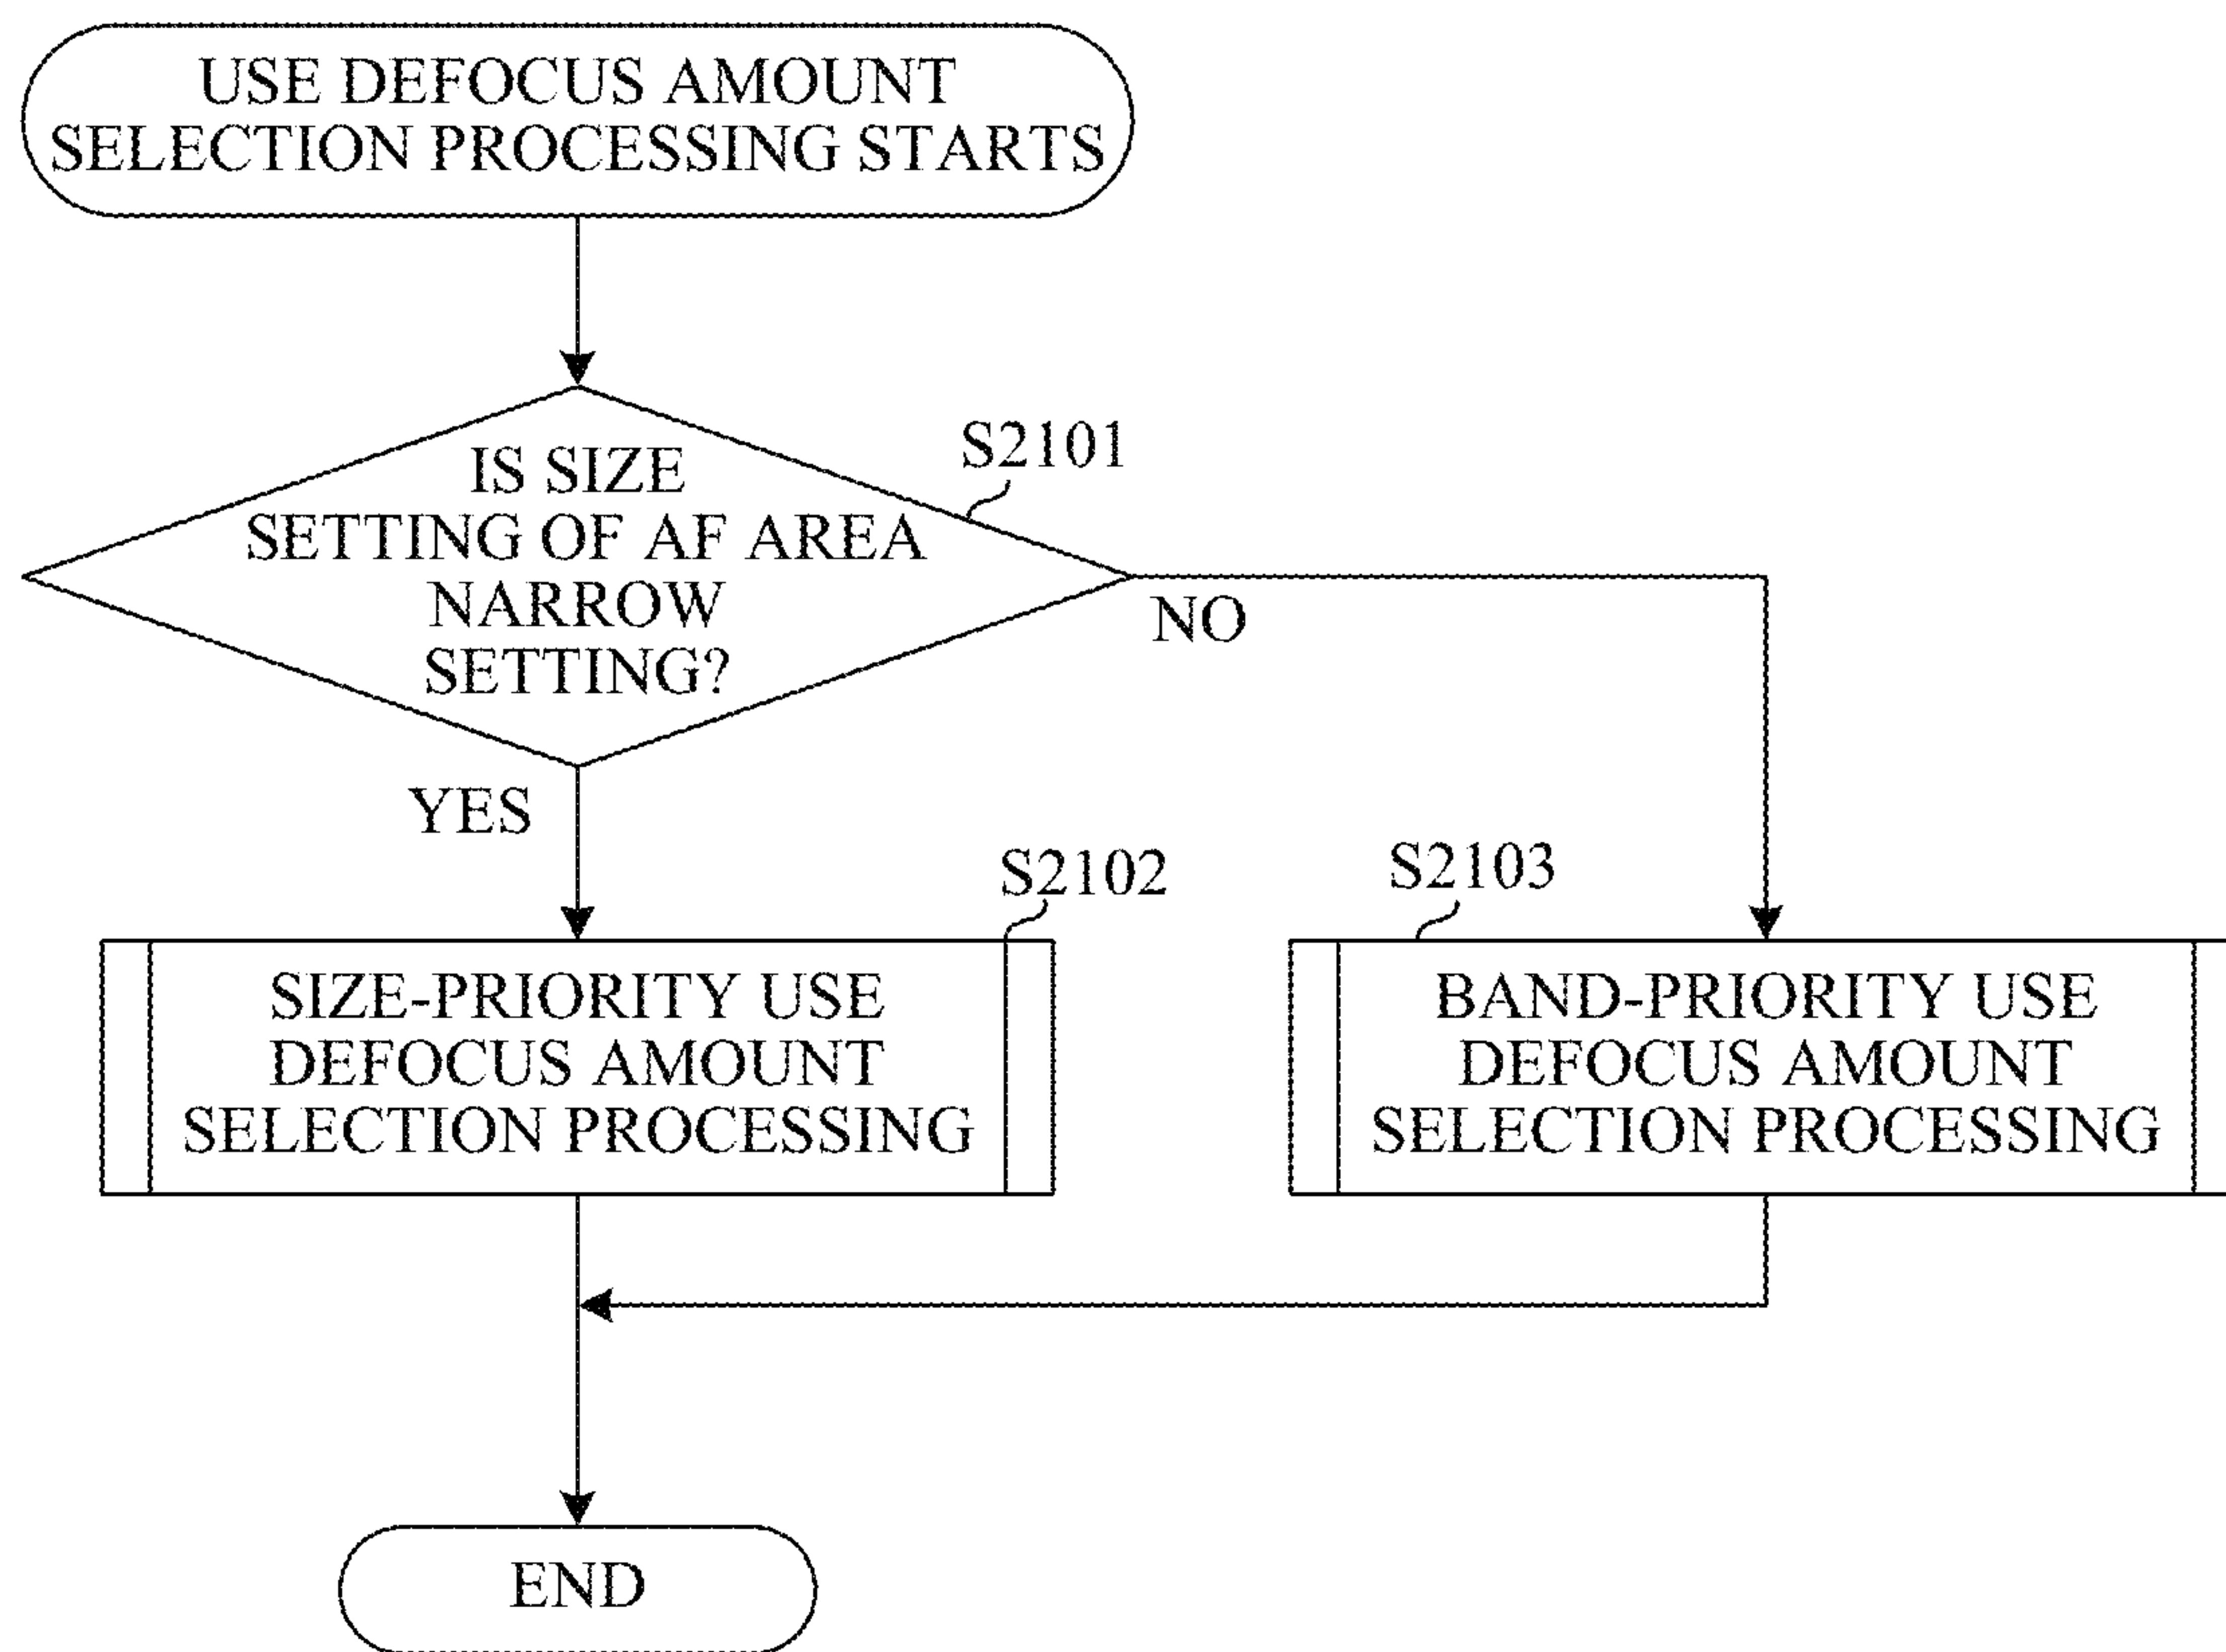 USE DEFOCUS AMOUNT
SELECTION PROCESSING STARTS
S2101
IS SIZE
SETTING OF AF AREA
NARROW
SETTING?
NO
YES
S2102
SIZE-PRIORITY USE
DEFOCUS AMOUNT
SELECTION PROCESSING
S2103
BAND-PRIORITY USE
DEFOCUS AMOUNT
SELECTION PROCESSING
END